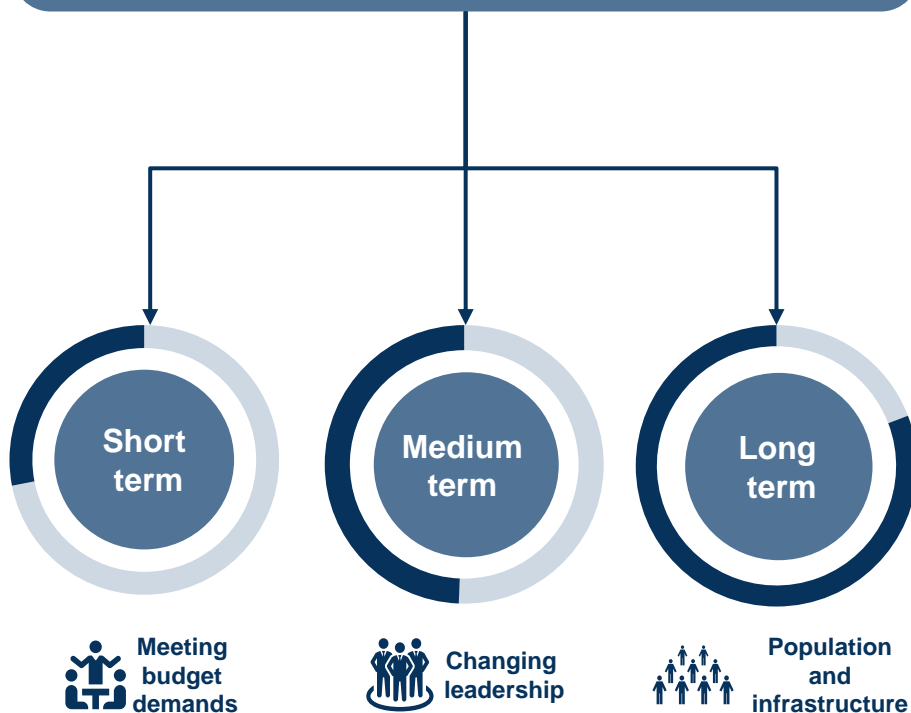 Short
term
Medium
term
Long
term
Meeting
budget
demands
Changing
leadership
Population
and
infrastructure